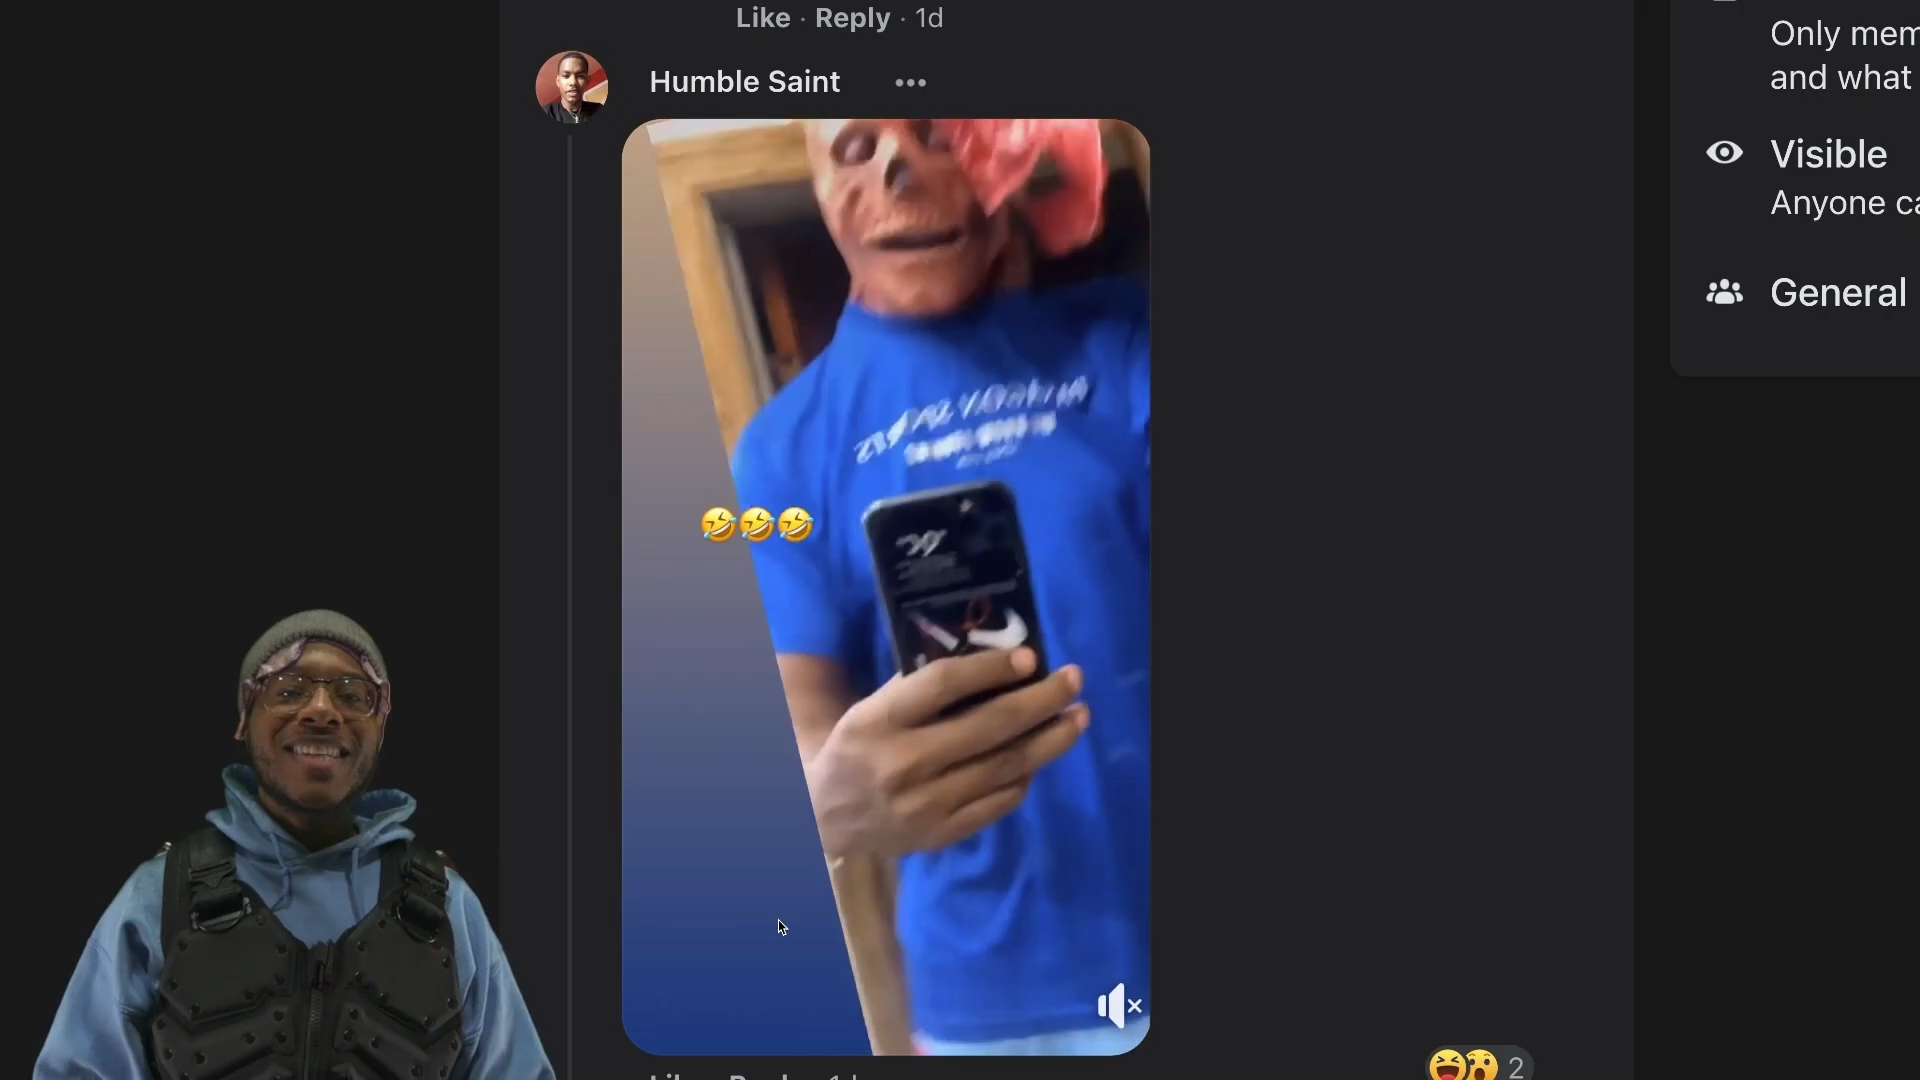 Like · Reply · 1d
Humble Saint
Only mem
and what
Visible
Anyone ca
General
🤣🤣🤣
2